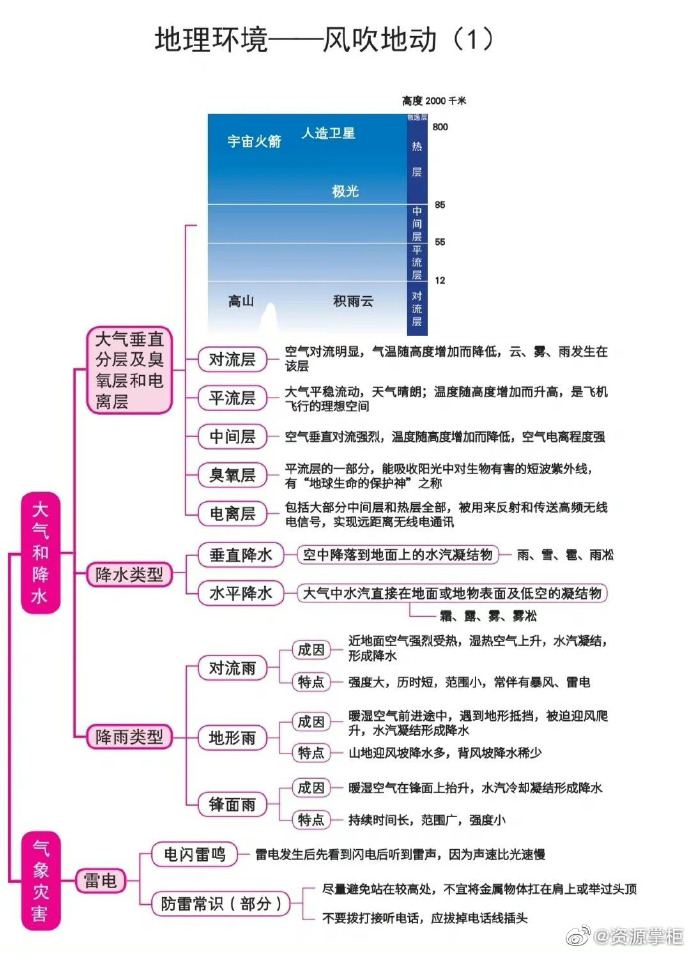 地理环境——风吹地动（1）
高度 2000 千米
800
宇宙火箭
人造卫星
热层
极光
85
中间层
55
平流层
12
高山
积雨云
对流层
大气和降水
大气垂直
分层及臭
氧层和电
离层
对流层
空气对流明显，气温随高度增加而降低，云、雾、雨发生在
该层
平流层
大气平稳流动，天气晴朗；温度随高度增加而升高，是飞机
飞行的理想空间
中间层
空气垂直对流强烈，温度随高度增加而降低，空气电离程度强
臭氧层
平流层的一部分，能吸收阳光中对生物有害的短波紫外线，
有“地球生命的保护神”之称
电离层
包括大部分中间层和热层全部，被用来反射和传送高频无线
电信号，实现远距离无线电通讯
降水类型
垂直降水
空中降落到地面上的水汽凝结物
雨、雪、雹、雨凇
水平降水
大气中水汽直接在地面或地物表面及低空的凝结物
霜、露、雾、雾凇
降雨类型
对流雨
成因
近地面空气强烈受热，湿热空气上升，水汽凝结，
形成降水
特点
强度大，历时短，范围小，常伴有暴风、雷电
地形雨
成因
暖湿空气前进途中，遇到地形抵挡，被迫迎风爬
升，水汽凝结形成降水
特点
山地迎风坡降水多，背风坡降水稀少
锋面雨
成因
暖湿空气在锋面上抬升，水汽冷却凝结形成降水
特点
持续时间长，范围广，强度小
气象灾害
雷电
电闪雷鸣
雷电发生后先看到闪电后听到雷声，因为声速比光速慢
防雷常识（部分）
尽量避免站在较高处，不宜将金属物体扛在肩上或举过头顶
不要拨打接听电话，应拔掉电话线插头
@资源掌柜